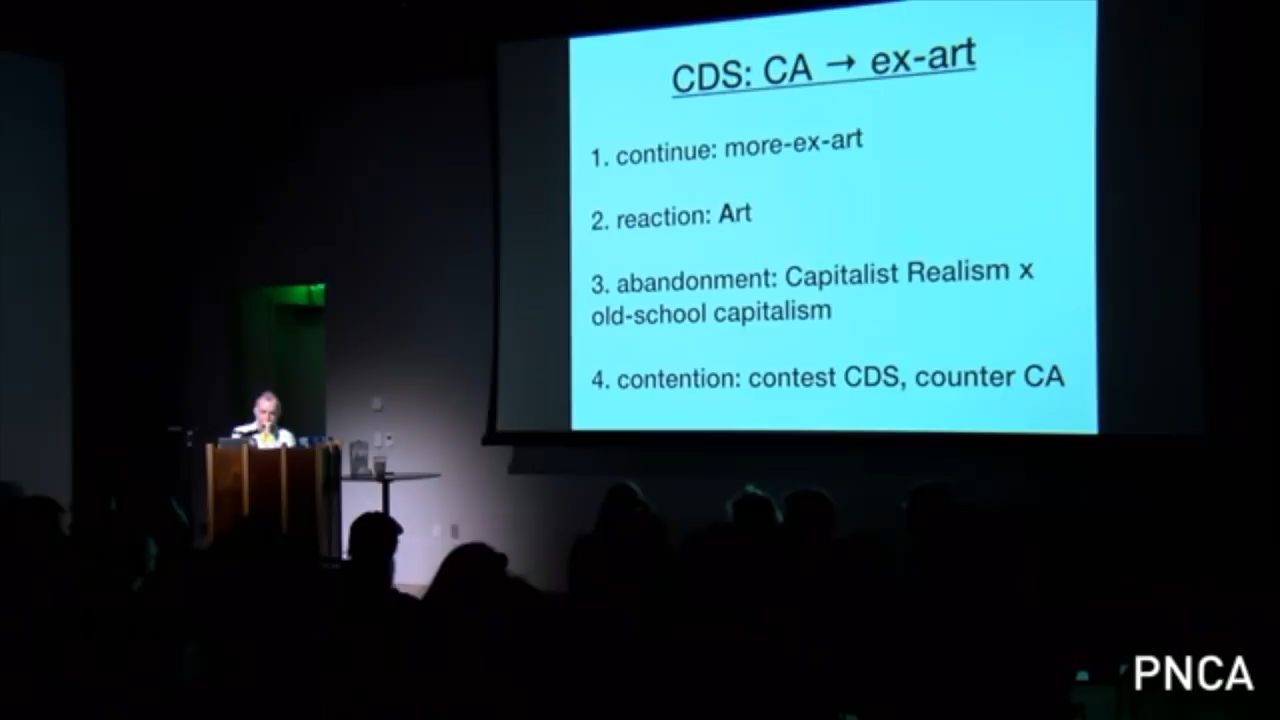 CDS: CA → ex-art
1. continue: more-ex-art
2. reaction: Art
3. abandonment: Capitalist Realism x
old-school capitalism
4. contention: contest CDS, counter CA
PNCA